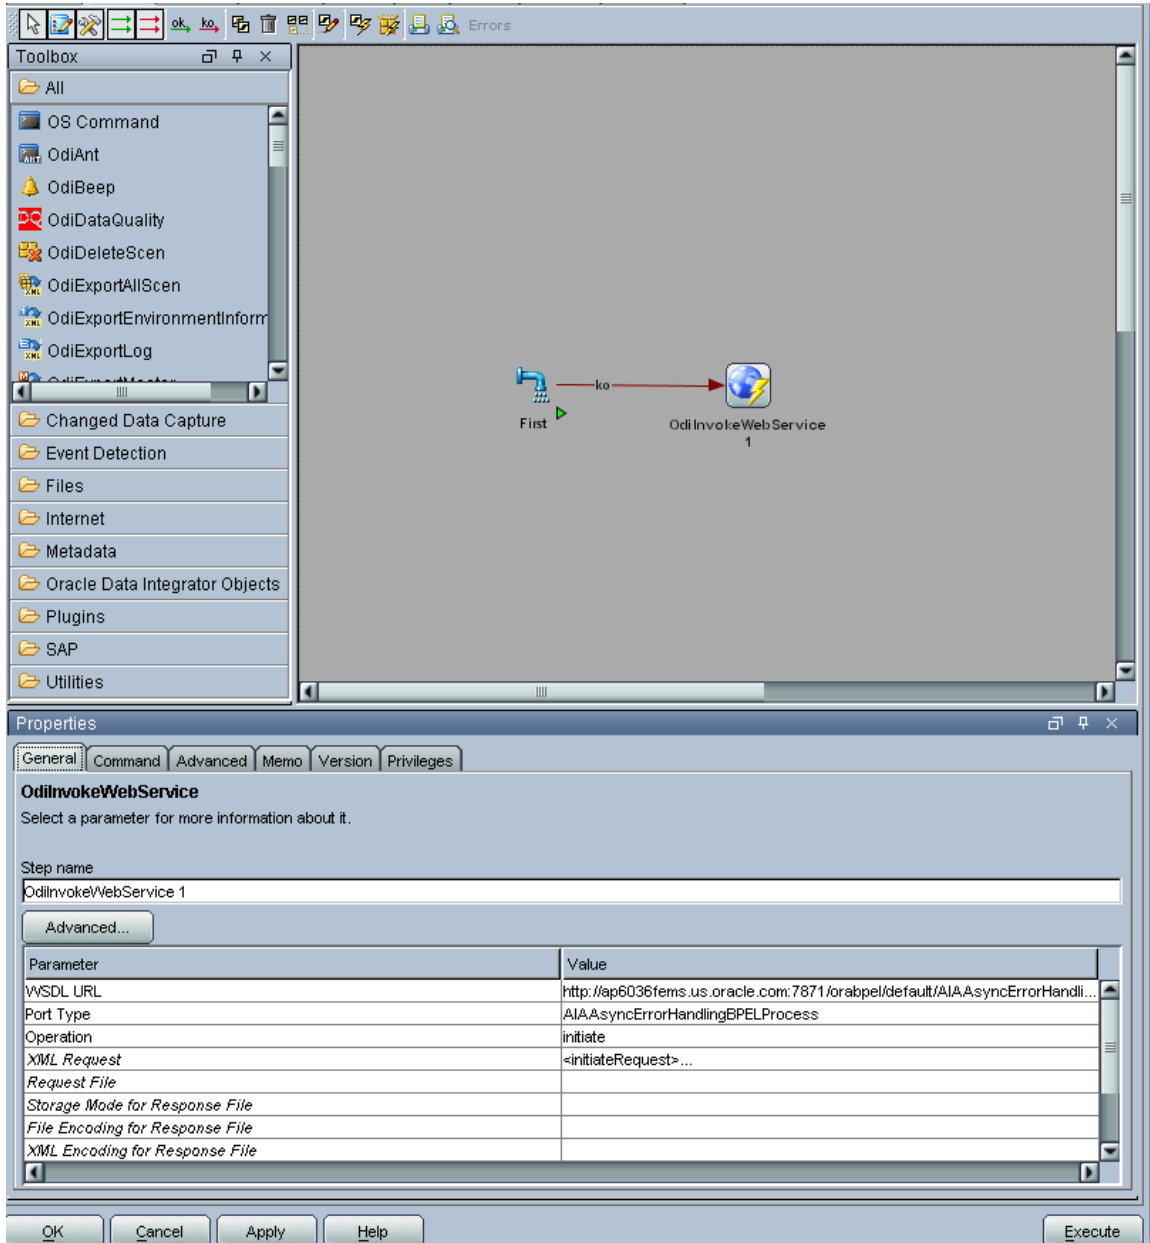 ok ko Errors
Toolbox
All
OS Command
OdiAnt
OdiBeep
OdiDataQuality
OdiDeleteScen
OdiExportAllScen
OdiExportEnvironmentInform
OdiExportLog
Changed Data Capture
Event Detection
Files
Internet
Metadata
Oracle Data Integrator Objects
Plugins
SAP
Utilities
ko
First
OdiInvokeWebService
1
Properties
General Command Advanced Memo Version Privileges
OdiInvokeWebService
Select a parameter for more information about it.
Step name
OdiInvokeWebService 1
Advanced...
Parameter Value
WSDL URL http://ap6036fems.us.oracle.com:7871/orabpel/default/AIAAsyncErrorHandli...
Port Type AIAAsyncErrorHandlingBPELProcess
Operation initiate
XML Request <initiateRequest>...
Request File
Storage Mode for Response File
File Encoding for Response File
XML Encoding for Response File
OK Cancel Apply Help Execute